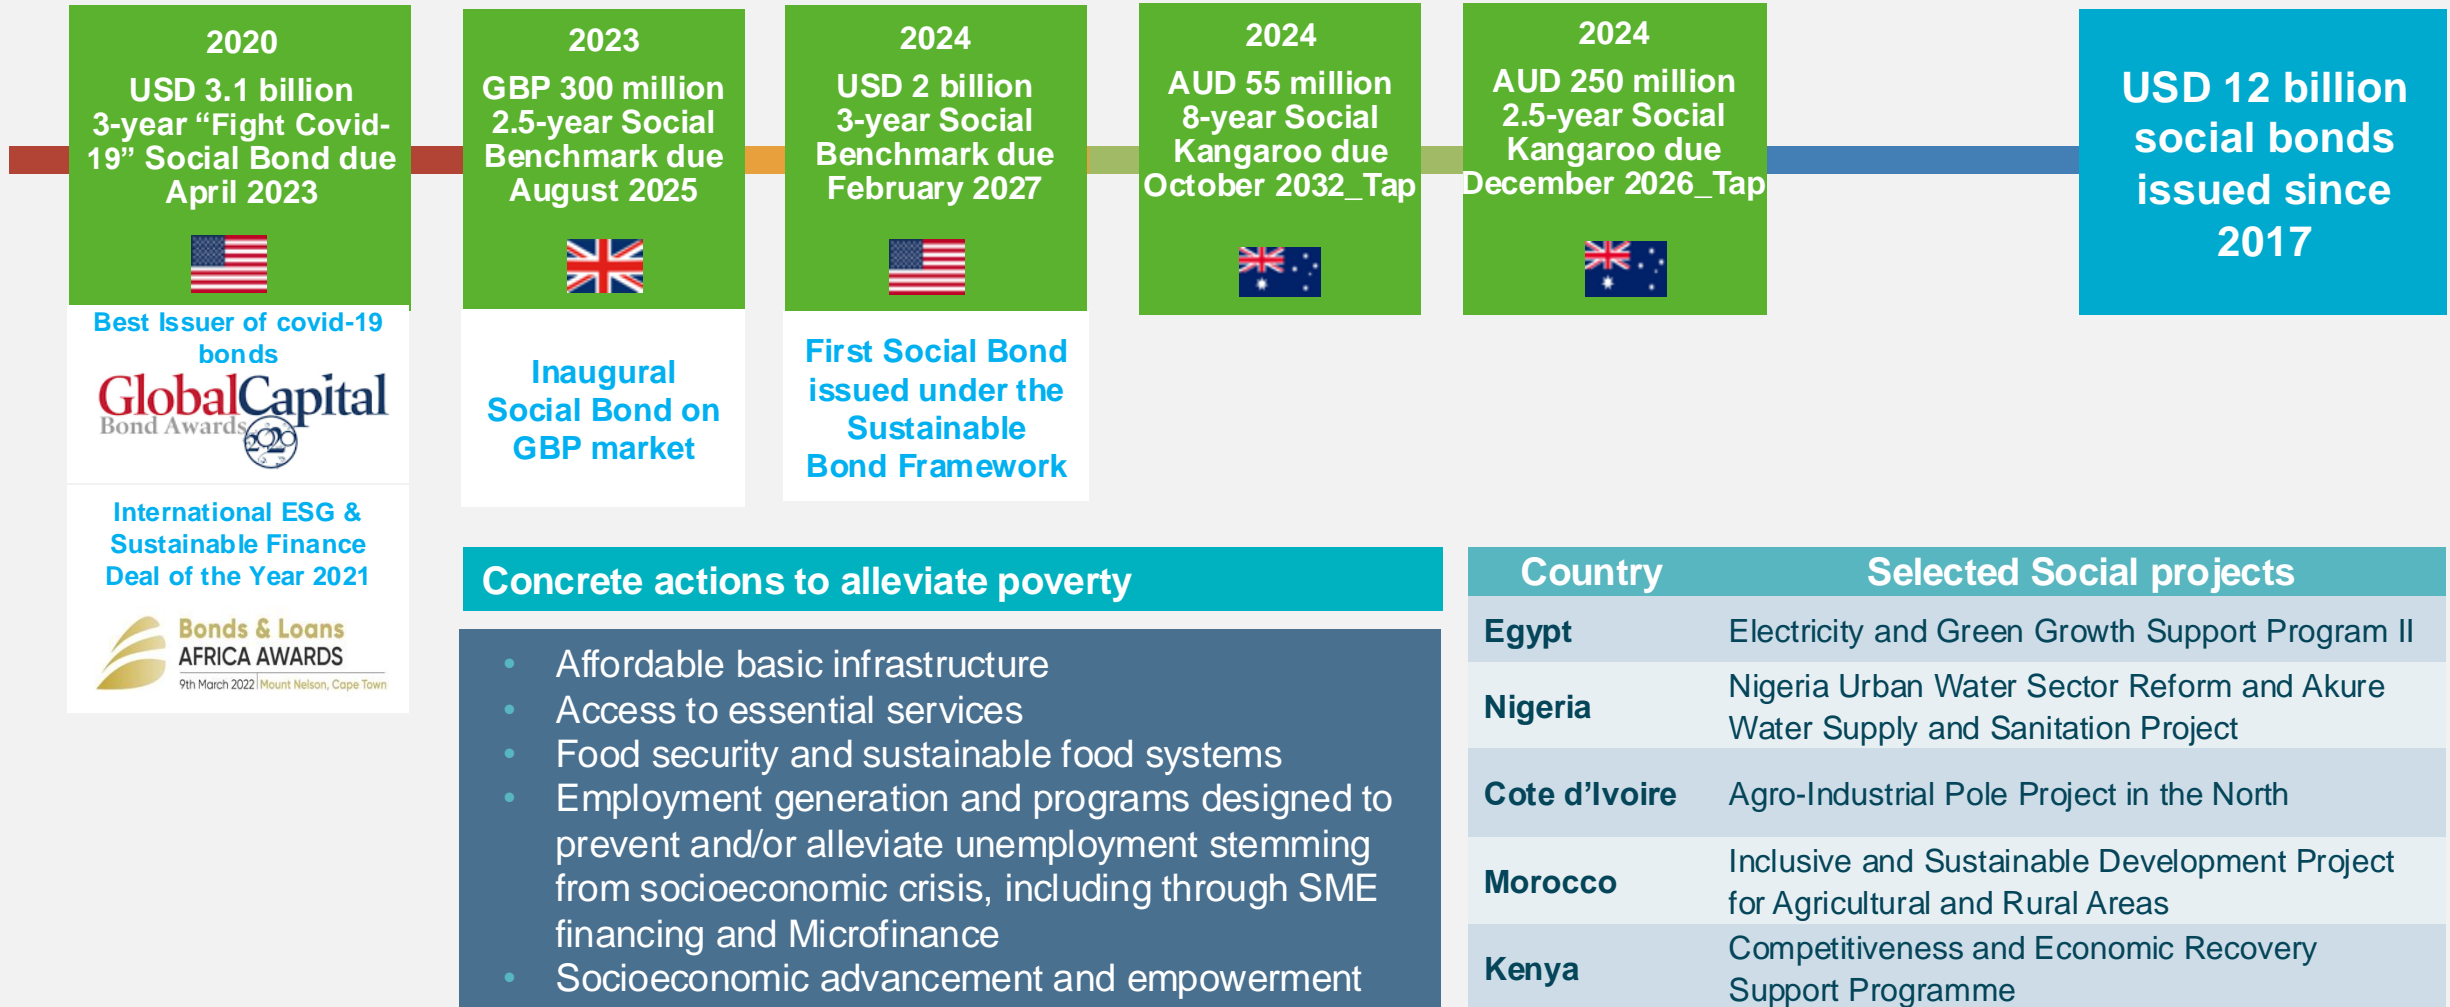 2020
USD 3.1 billion
3-year “Fight Covid-
19” Social Bond due
April 2023
2023
GBP 300 million
2.5-year Social
Benchmark due
August 2025
2024
USD 2 billion
3-year Social
Benchmark due
February 2027
2024
AUD 55 million
8-year Social
Kangaroo due
October 2032_Tap
2024
AUD 250 million
2.5-year Social
Kangaroo due
December 2026_Tap
USD 12 billion
social bonds
issued since
2017
Best Issuer of covid-19
bonds
GlobalCapital
Bond Awards
2020
International ESG &
Sustainable Finance
Deal of the Year 2021
Bonds & Loans
AFRICA AWARDS
9th March 2022 | Mount Nelson, Cape Town
Inaugural
Social Bond on
GBP market
First Social Bond
issued under the
Sustainable
Bond Framework
Concrete actions to alleviate poverty
• Affordable basic infrastructure
• Access to essential services
• Food security and sustainable food systems
• Employment generation and programs designed to
prevent and/or alleviate unemployment stemming
from socioeconomic crisis, including through SME
financing and Microfinance
• Socioeconomic advancement and empowerment
Country Selected Social projects
Egypt Electricity and Green Growth Support Program II
Nigeria Nigeria Urban Water Sector Reform and Akure
Water Supply and Sanitation Project
Cote d’Ivoire Agro-Industrial Pole Project in the North
Morocco Inclusive and Sustainable Development Project
for Agricultural and Rural Areas
Kenya Competitiveness and Economic Recovery
Support Programme